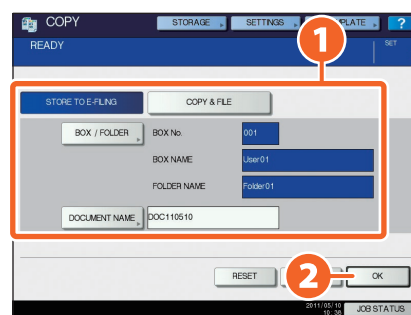 COPY STORAGE SETTINGS PLATE ?
READY SET
1
STORE TO E-FILING COPY & FILE
BOX / FOLDER BOX No. 001
BOX NAME User01
FOLDER NAME Folder01
DOCUMENT NAME DOC110510
RESET 2 OK
2011/05/10
10:38 JOB STATUS